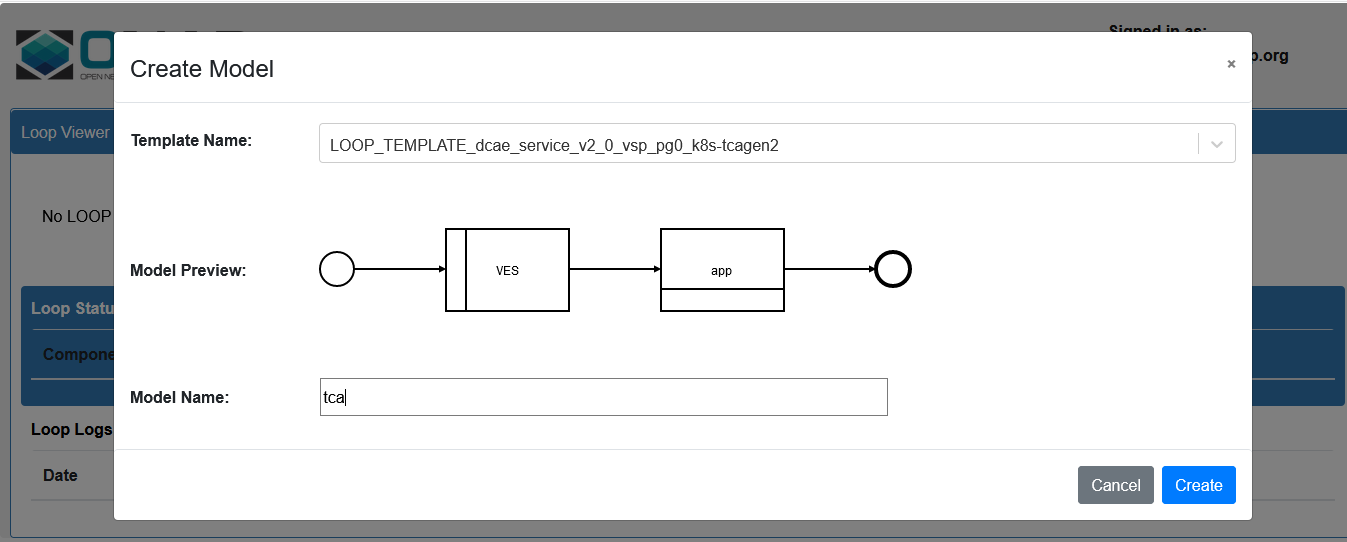 Signed in as:
OPEN NE
p.org
Create Model
×
Loop Viewer
Template Name:
LOOP_TEMPLATE_dcae_service_v2_0_vsp_pg0_k8s-tcagen2
No LOOP
Model Preview:
VES
app
Loop Statu
Compone
Model Name:
tca
Loop Logs
Date
Cancel
Create